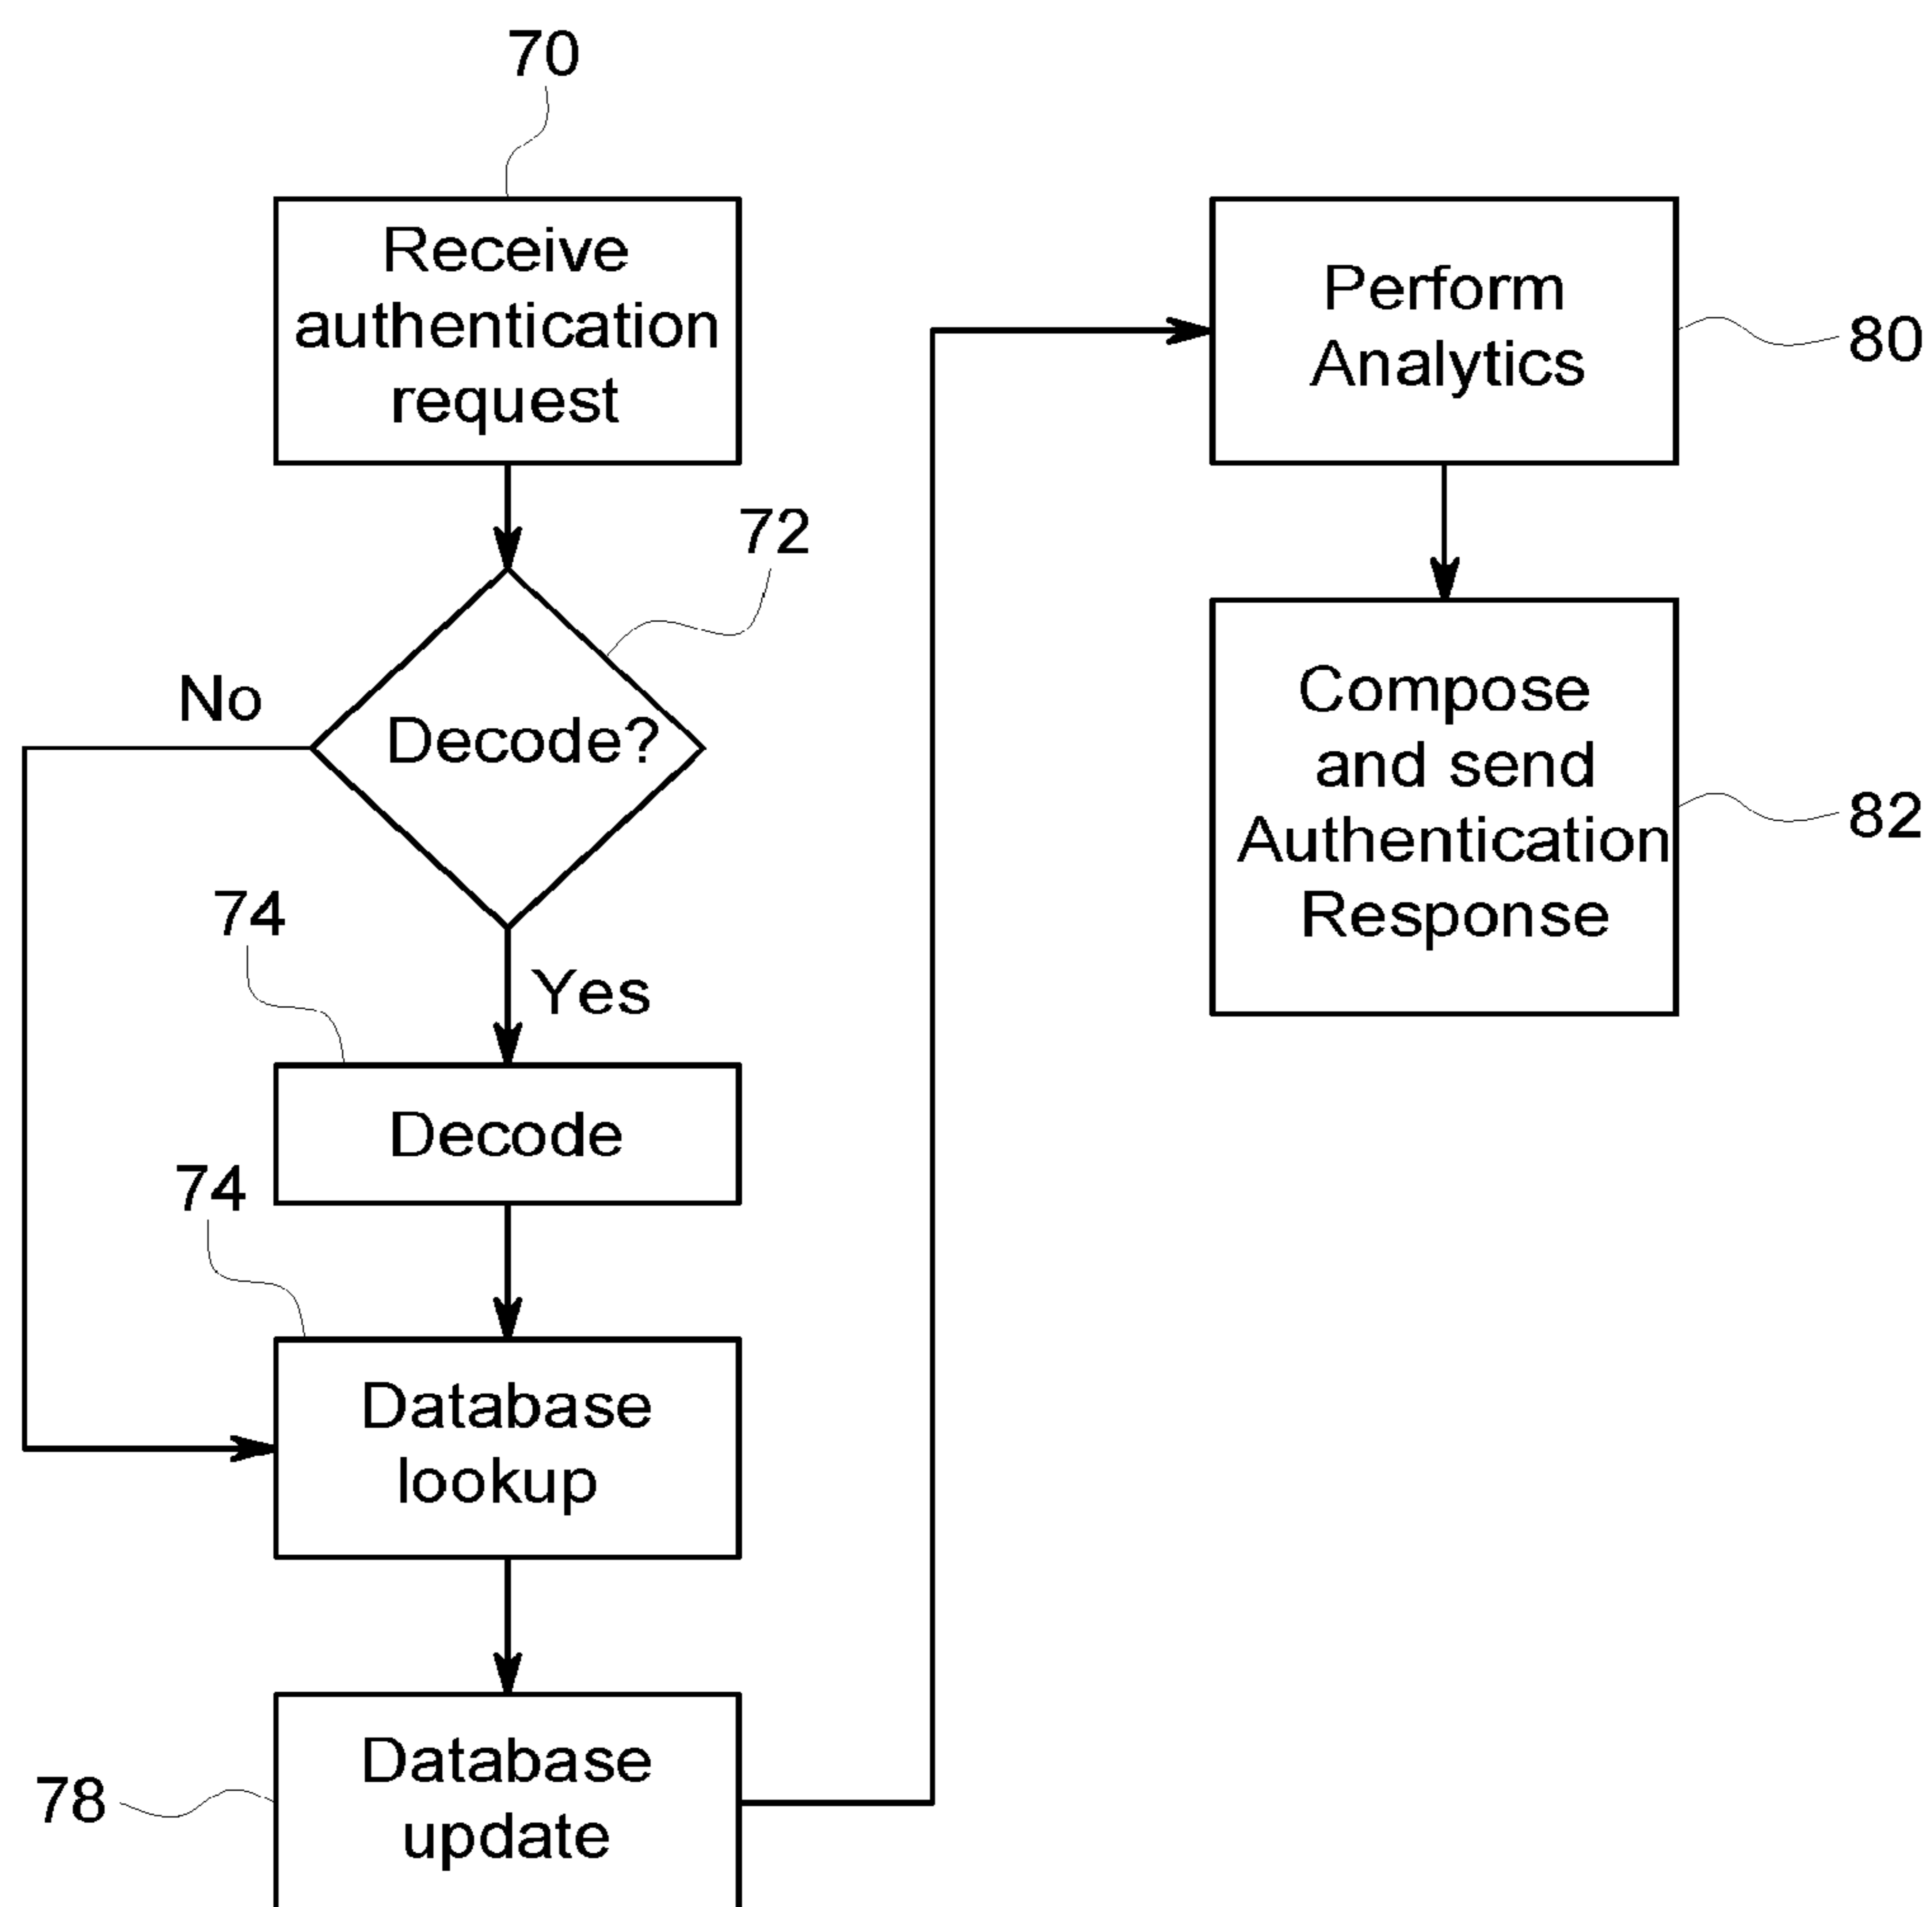 70
Receive
authentication
request
72
No
Decode?
74
Yes
Decode
74
Database
lookup
78
Database
update
Perform
Analytics
80
Compose
and send
Authentication
Response
82